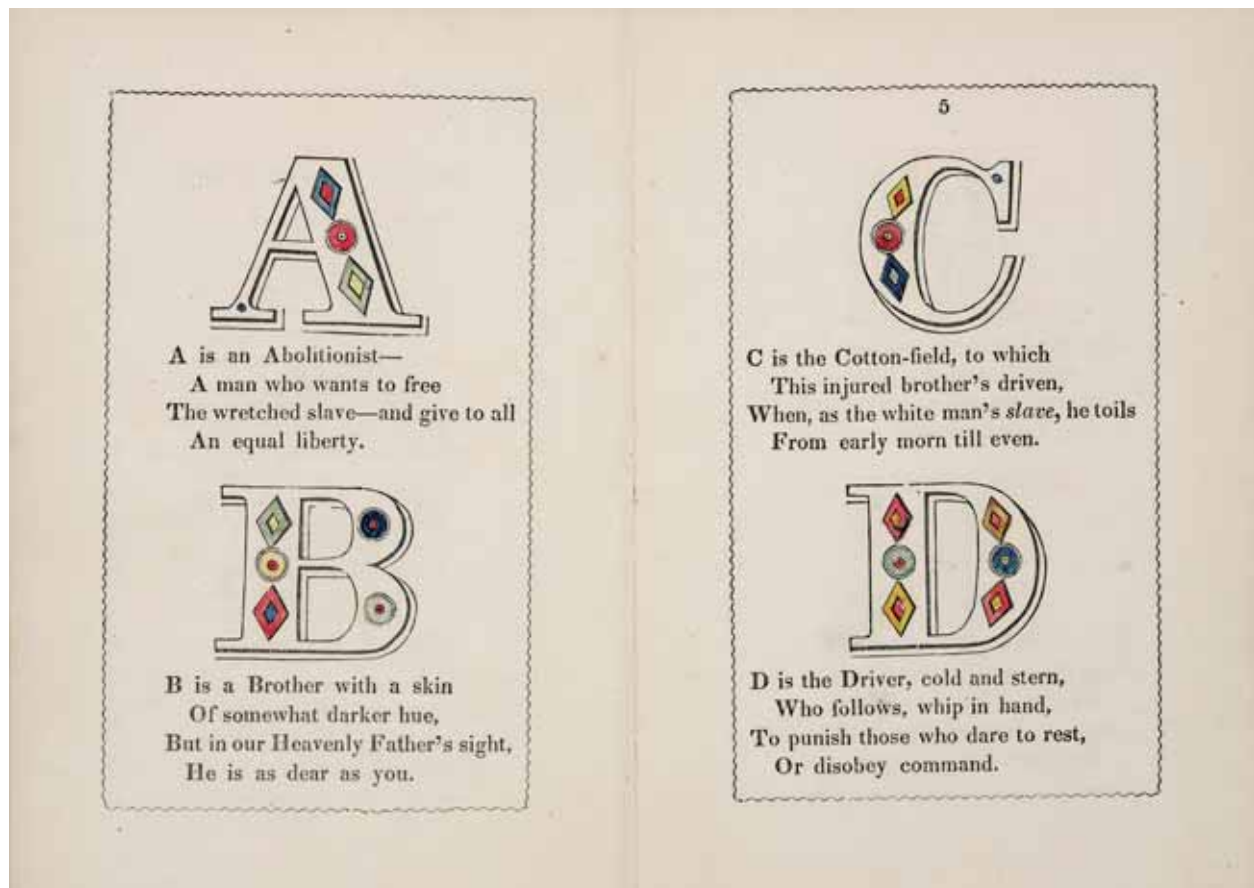 A
A is an Abolitionist—
A man who wants to free
The wretched slave—and give to all
An equal liberty.
B
B is a Brother with a skin
Of somewhat darker hue,
But in our Heavenly Father's sight,
He is as dear as you.
5
C
C is the Cotton-field, to which
This injured brother's driven,
When, as the white man's slave, he toils
From early morn till even.
D
D is the Driver, cold and stern,
Who follows, whip in hand,
To punish those who dare to rest,
Or disobey command.